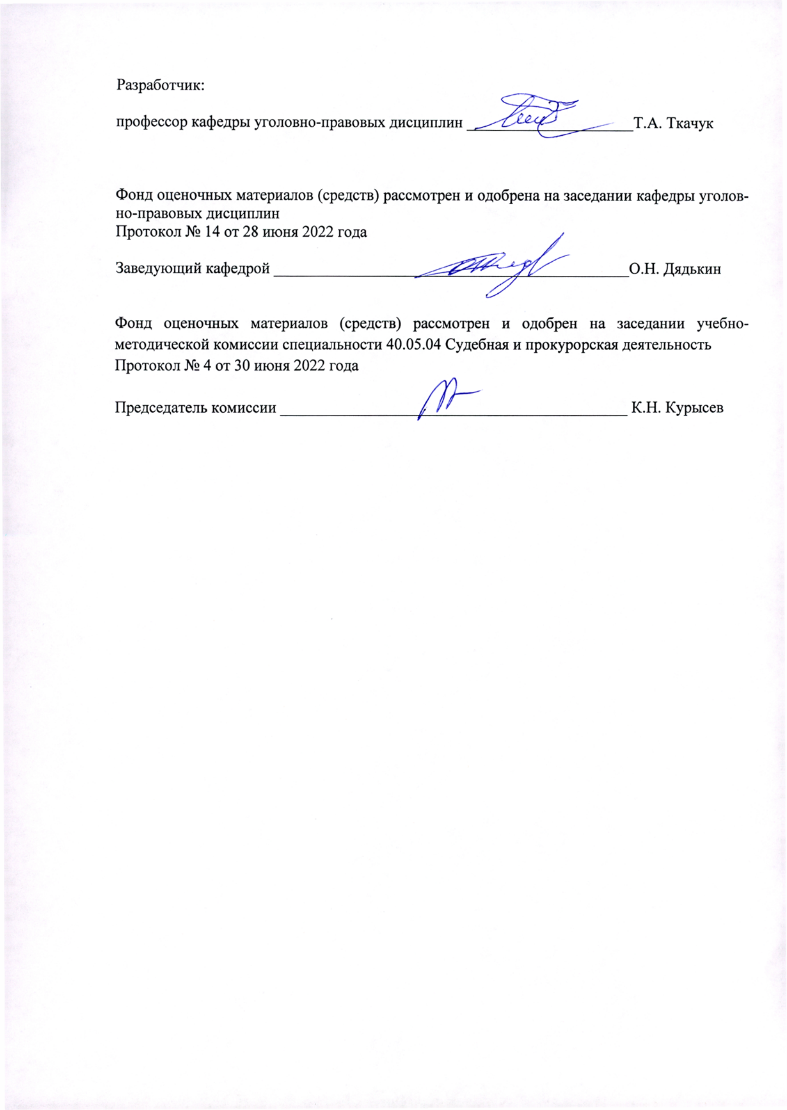 Разработчик:
профессор кафедры уголовно-правовых дисциплин ______________________Т.А. Ткачук
Фонд оценочных материалов (средств) рассмотрен и одобрена на заседании кафедры уголов-
но-правовых дисциплин
Протокол № 14 от 28 июня 2022 года
Заведующий кафедрой ______________________________________________О.Н. Дядькин
Фонд оценочных материалов (средств) рассмотрен и одобрен на заседании учебно-
методической комиссии специальности 40.05.04 Судебная и прокурорская деятельность
Протокол № 4 от 30 июня 2022 года
Председатель комиссии _____________________________________________ К.Н. Курысев